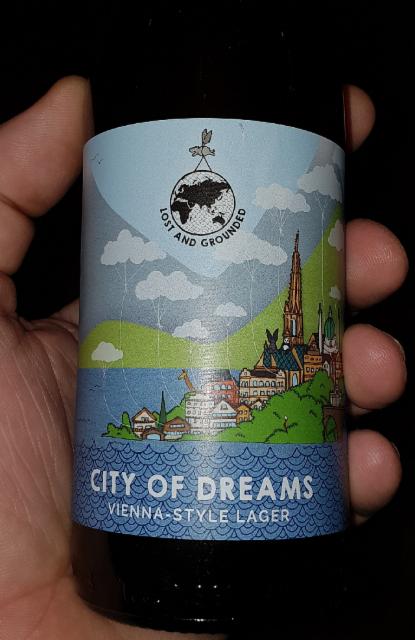 LOST AND GROUNDED
CITY OF DREAMS
VIENNA-STYLE LAGER